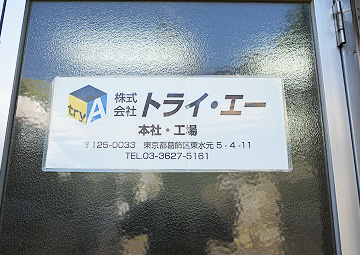 try A 株式会社 トライ・エー
本社・工場
〒125-0033 東京都葛飾区東水元5-4-11
TEL.03-3627-5161